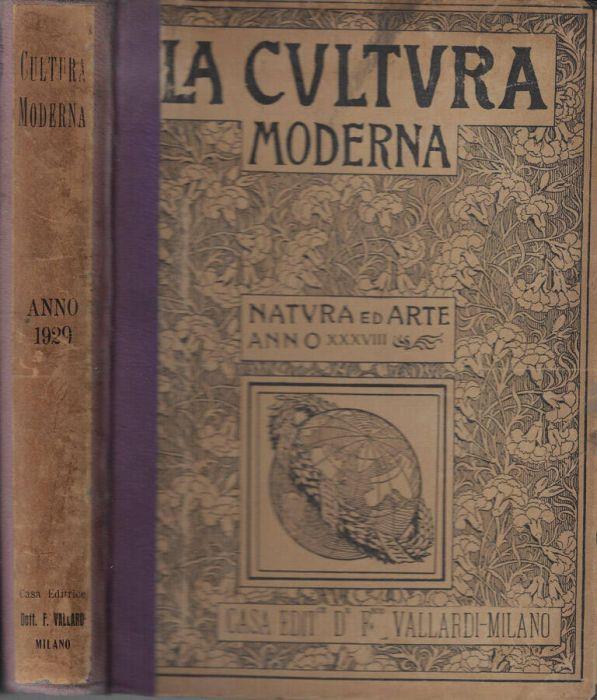 CULTURA
MODERNA
ANNO
1929
Casa Editrice
Dott. F. VALLARDI
MILANO
LA CVLTVRA
MODERNA
NATVRA ED ARTE
ANNO XXXVIII
CASA EDIT. D. F. VALLARDI-MILANO